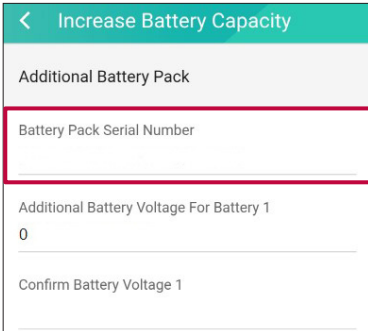 Increase Battery Capacity
Additional Battery Pack
Battery Pack Serial Number
Additional Battery Voltage For Battery 1
0
Confirm Battery Voltage 1